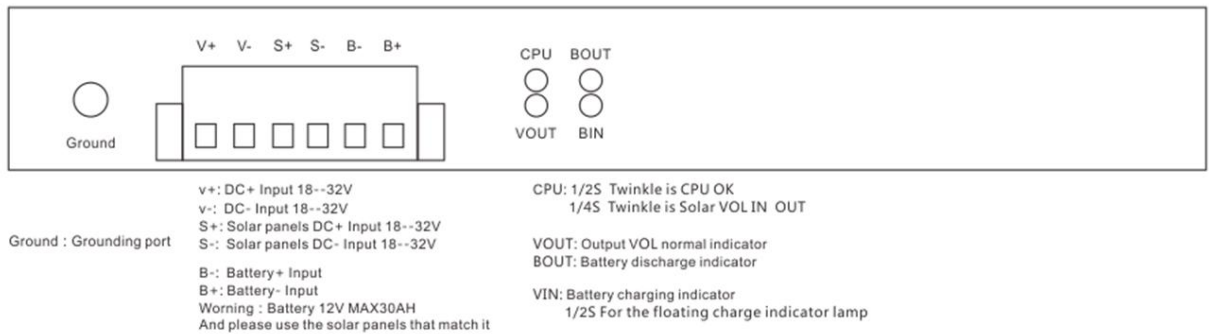 V+ V- S+ S- B- B+
CPU BOUT
Ground
VOUT BIN
v+: DC+ Input 18--32V
v-: DC- Input 18--32V
S+: Solar panels DC+ Input 18--32V
S-: Solar panels DC- Input 18--32V
Ground : Grounding port
B-: Battery+ Input
B+: Battery- Input
Worning : Battery 12V MAX30AH
And please use the solar panels that match it
CPU: 1/2S Twinkle is CPU OK
1/4S Twinkle is Solar VOL IN OUT
VOUT: Output VOL normal indicator
BOUT: Battery discharge indicator
VIN: Battery charging indicator
1/2S For the floating charge indicator lamp